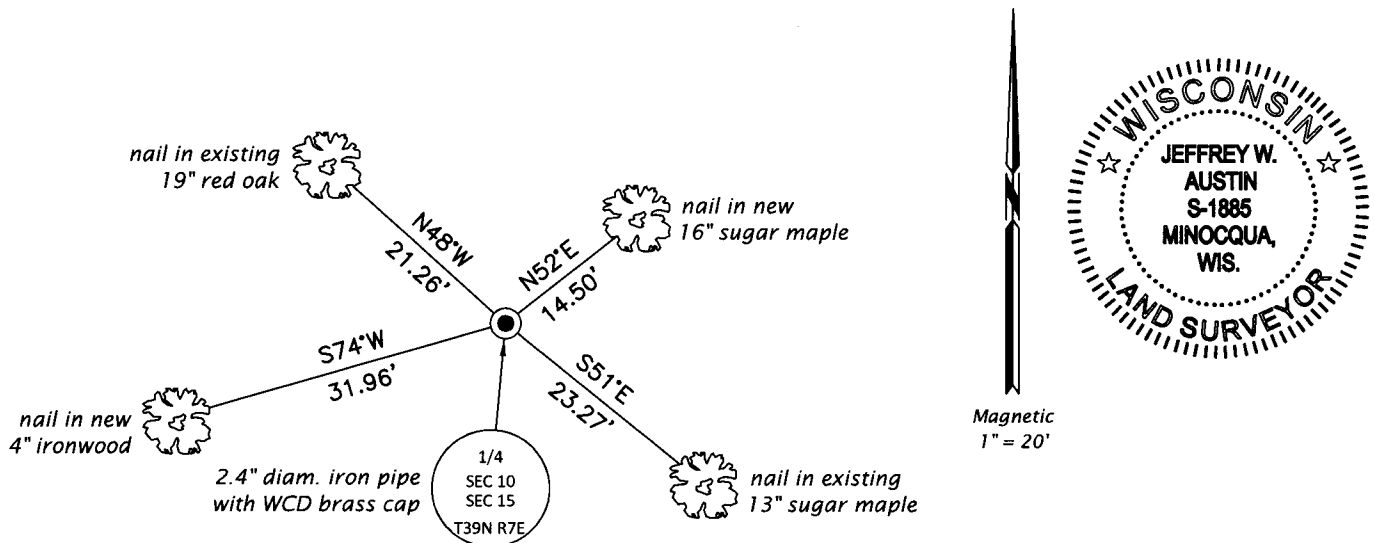 nail in existing
19" red oak
N48°W
21.26'
nail in new
16" sugar maple
N52°E
14.50'
S74°W
31.96'
nail in new
4" ironwood
S51°E
23.27'
nail in existing
13" sugar maple
2.4" diam. iron pipe
with WCD brass cap
1/4
SEC 10
SEC 15
T39N R7E
N
Magnetic
1" = 20'
WISCONSIN
JEFFREY W.
AUSTIN
S-1885
MINOCQUA,
WIS.
LAND SURVEYOR